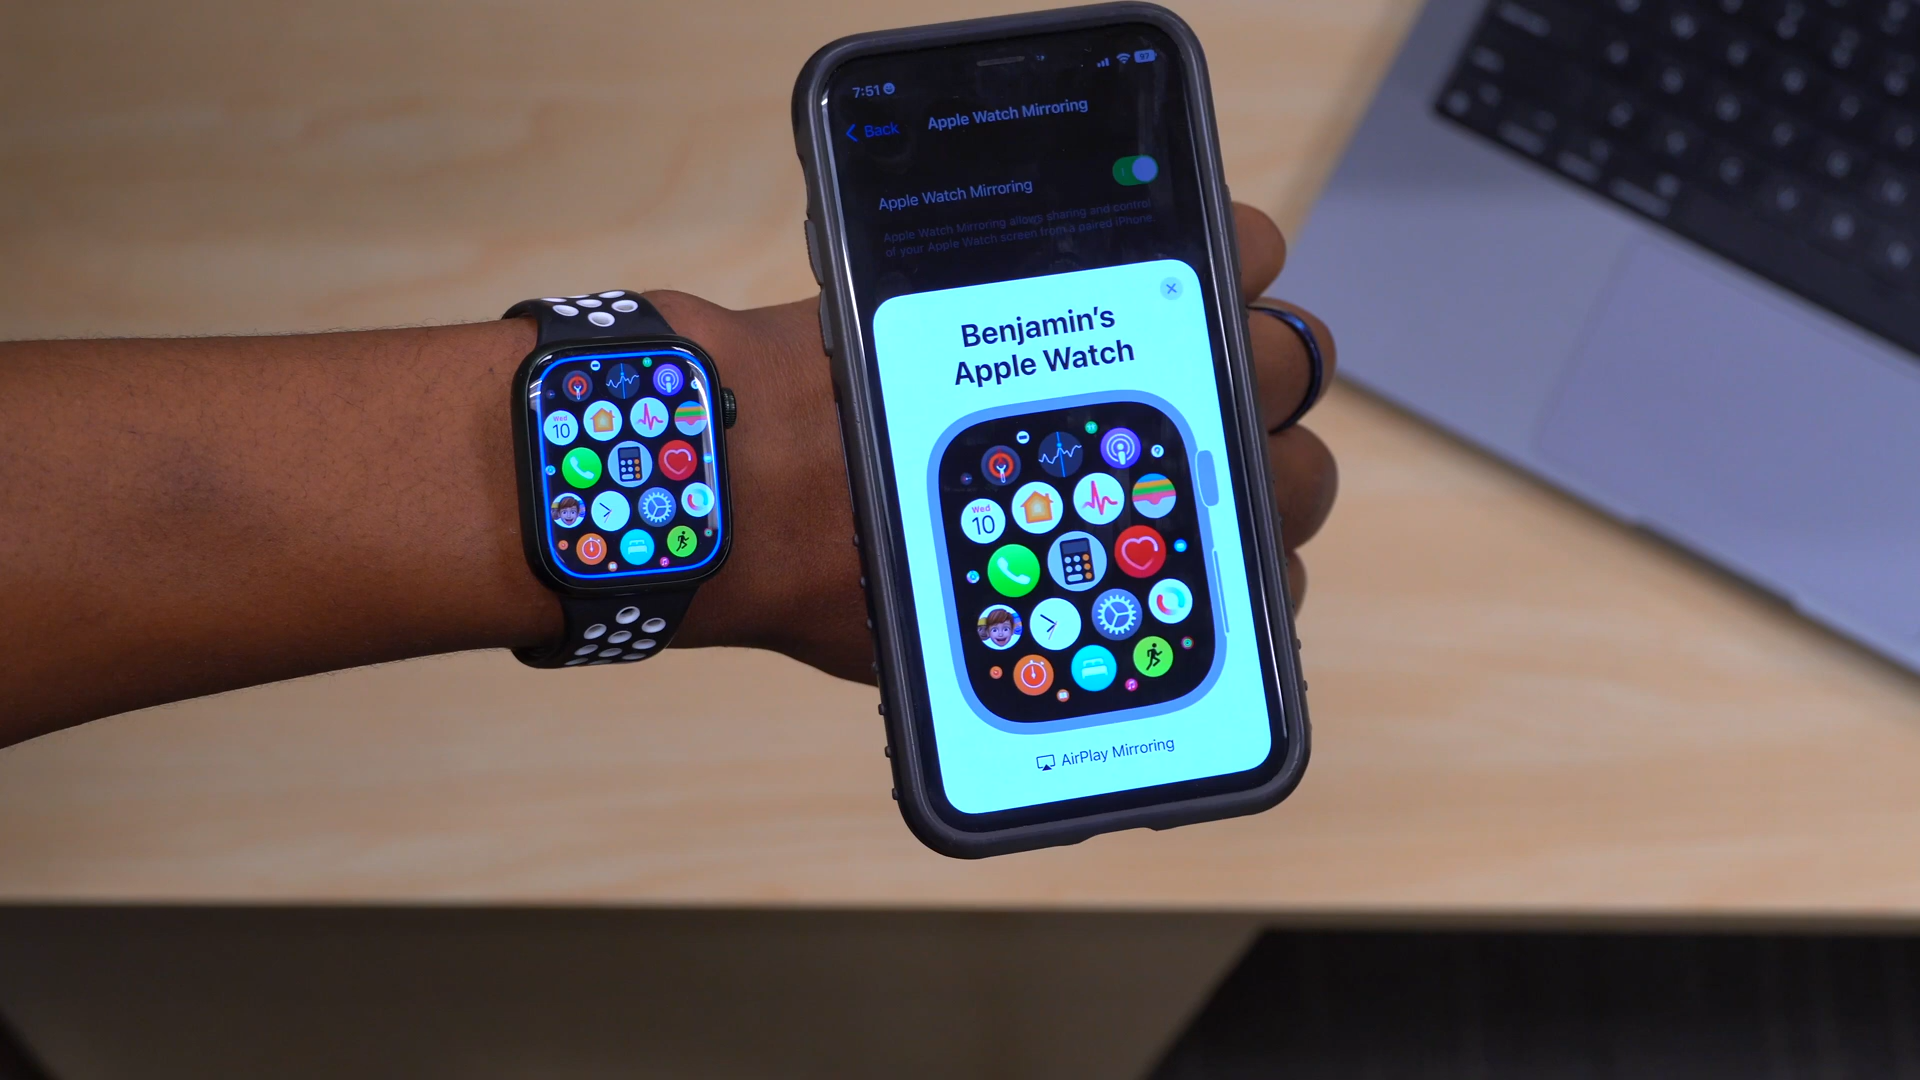 7:51
97
Back
Apple Watch Mirroring
Apple Watch Mirroring
Apple Watch Mirroring allows sharing and control
of your Apple Watch screen from a paired iPhone.
Benjamin's
Apple Watch
Wed
10
Wed
10
AirPlay Mirroring